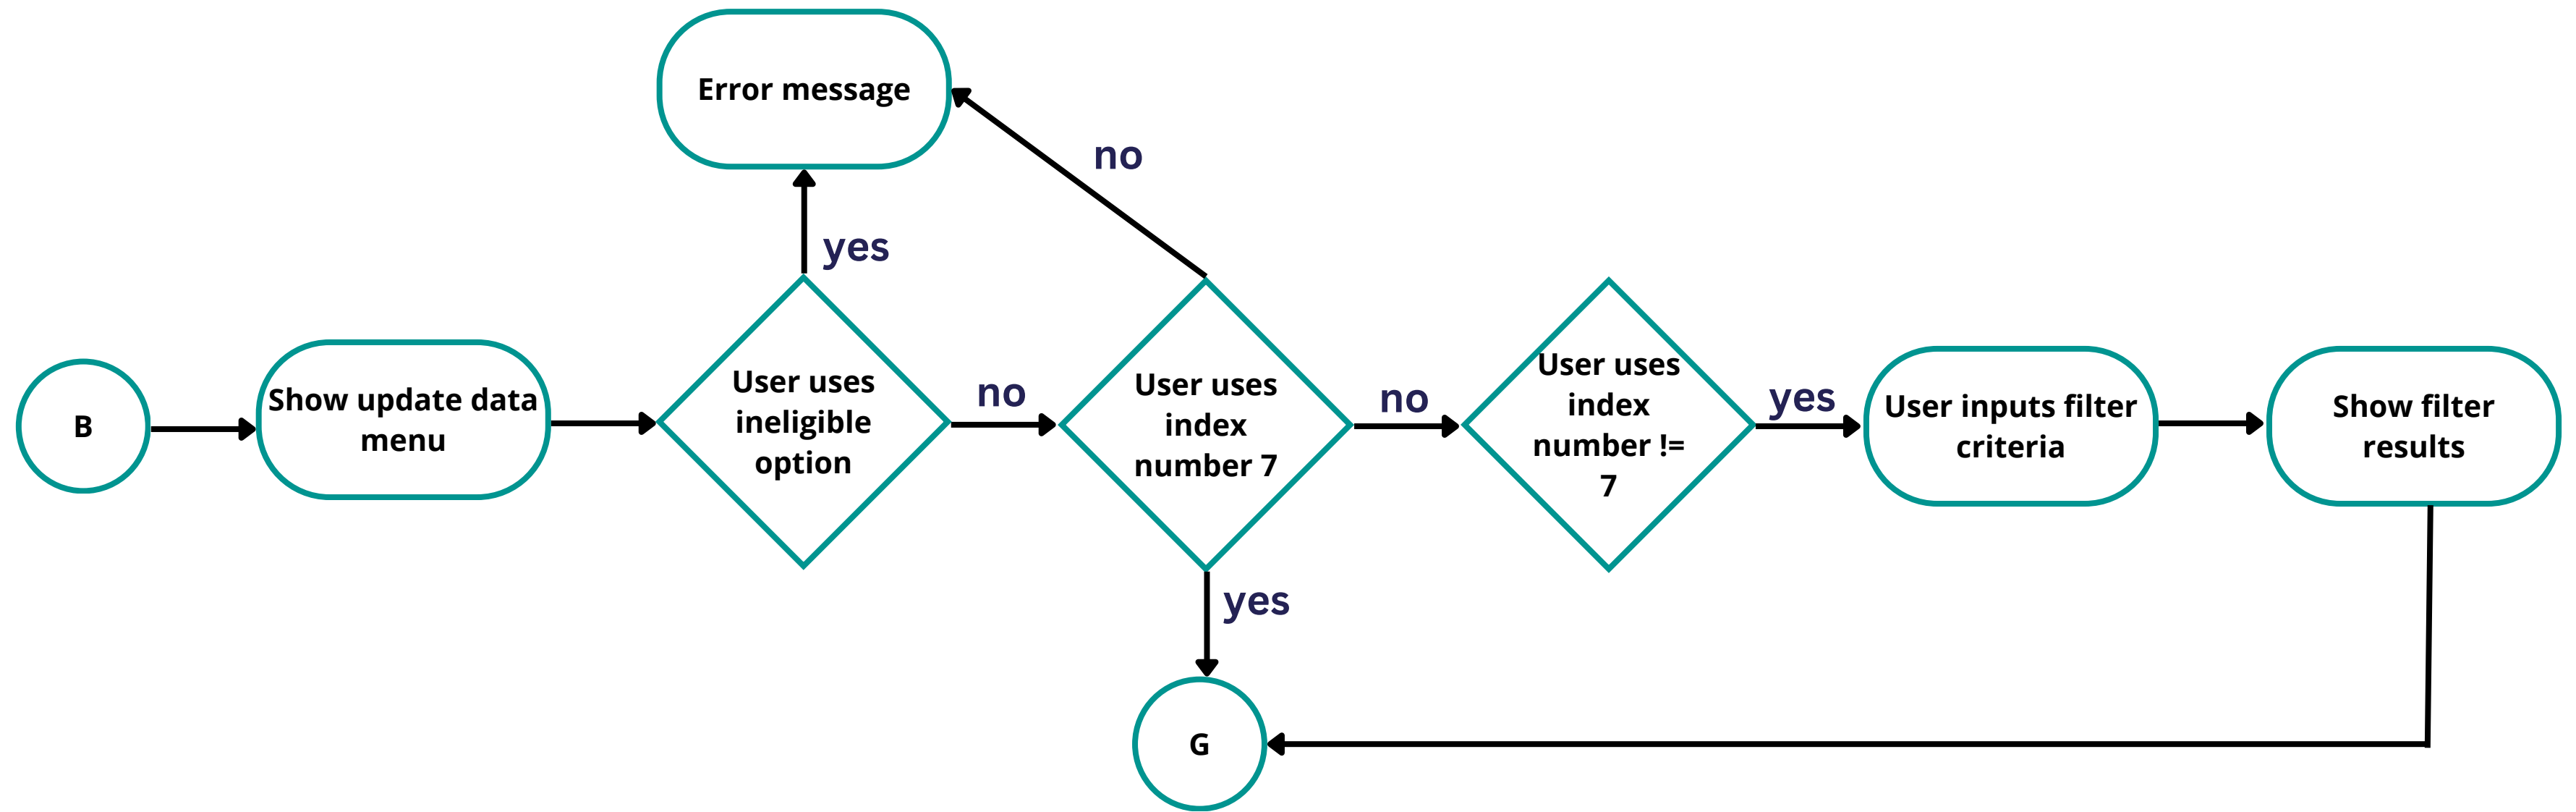 Error message
no
yes
B
Show update data
menu
User uses
ineligible
option
no
User uses
index
number 7
no
User uses
index
number !=
7
yes
User inputs filter
criteria
Show filter
results
yes
G